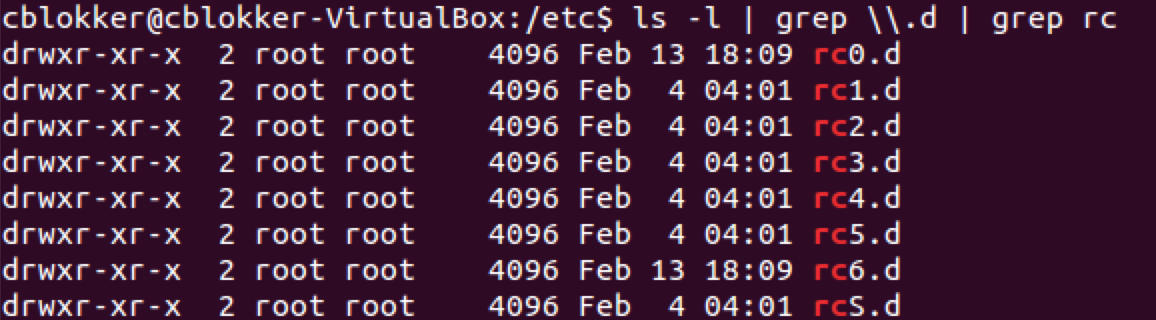 cblokker@cblokker-VirtualBox:/etc$ ls -l | grep \\.d | grep rc
drwxr-xr-x  2 root root    4096 Feb 13 18:09 rc0.d
drwxr-xr-x  2 root root    4096 Feb  4 04:01 rc1.d
drwxr-xr-x  2 root root    4096 Feb  4 04:01 rc2.d
drwxr-xr-x  2 root root    4096 Feb  4 04:01 rc3.d
drwxr-xr-x  2 root root    4096 Feb  4 04:01 rc4.d
drwxr-xr-x  2 root root    4096 Feb  4 04:01 rc5.d
drwxr-xr-x  2 root root    4096 Feb 13 18:09 rc6.d
drwxr-xr-x  2 root root    4096 Feb  4 04:01 rcS.d